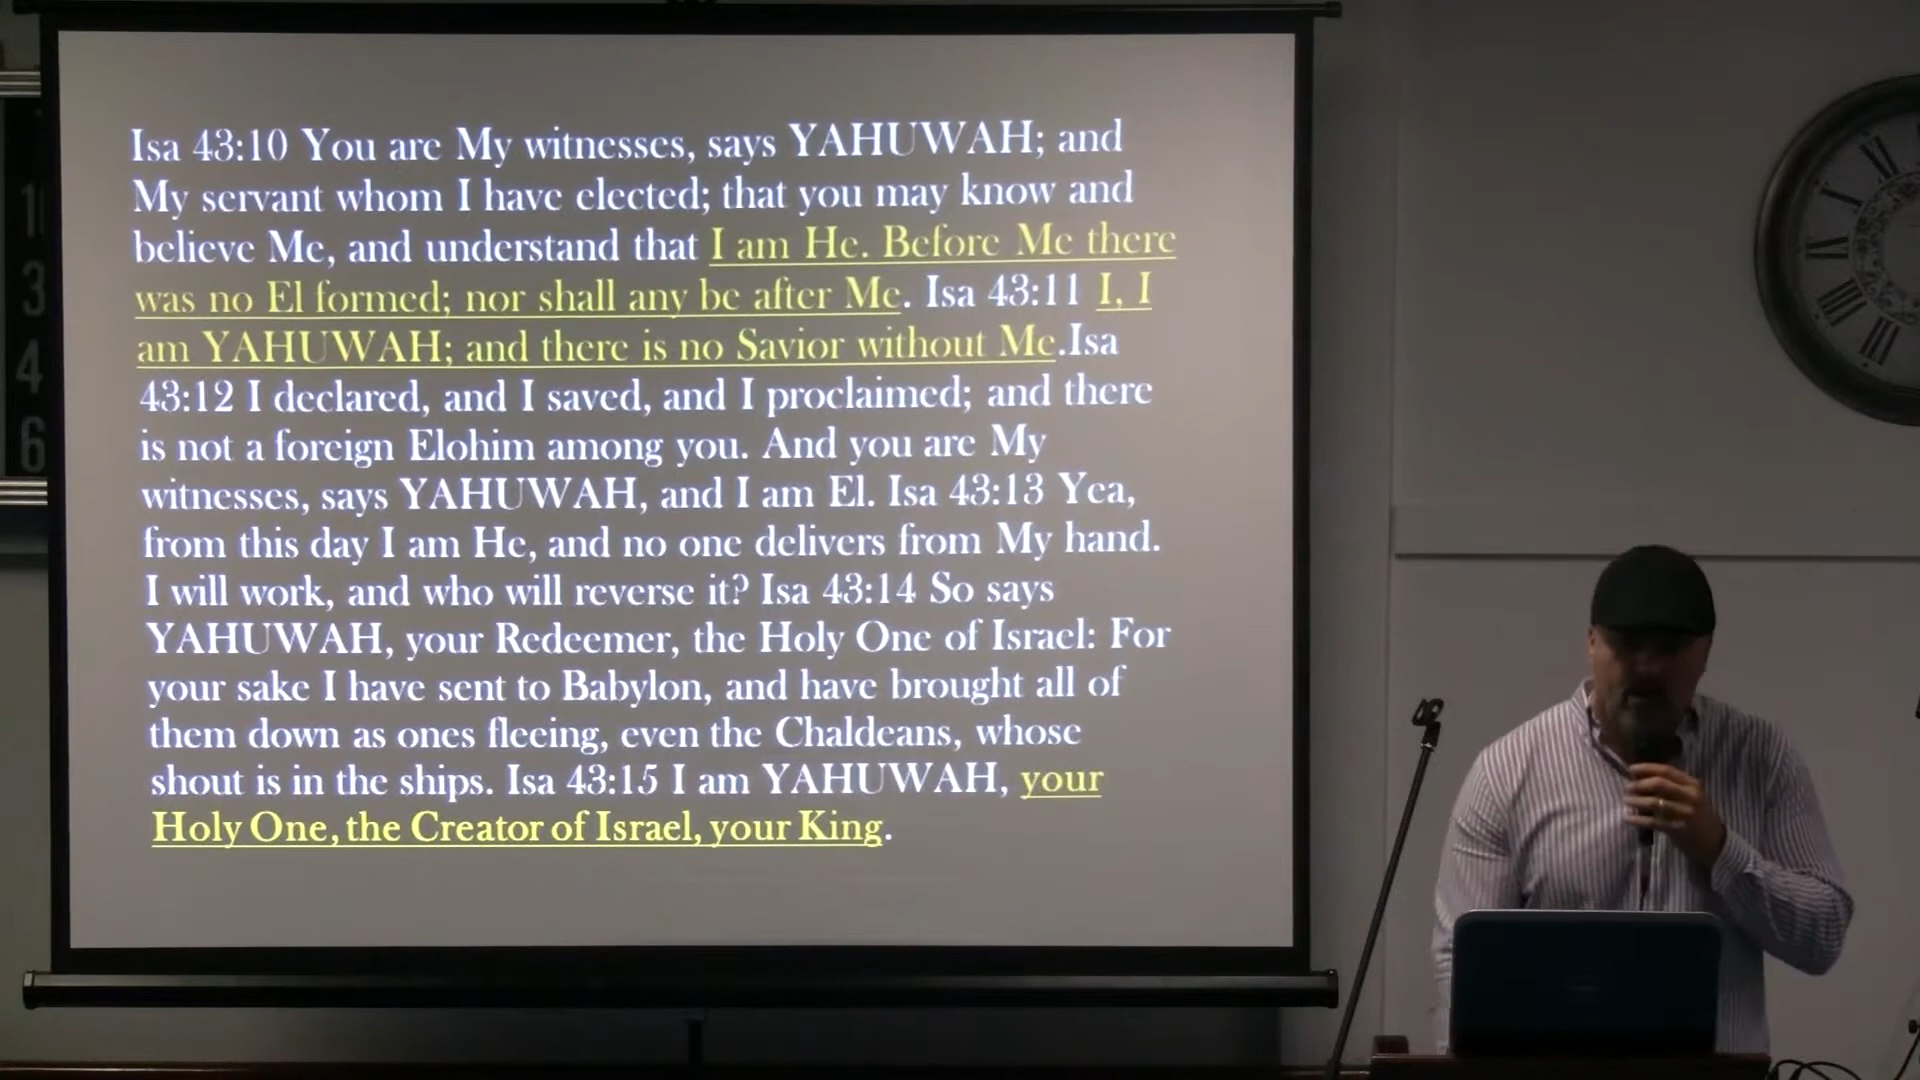 Isa 43:10 You are My witnesses, says YAHUWAH; and
My servant whom I have elected; that you may know and
believe Me, and understand that I am He. Before Me there
was no El formed; nor shall any be after Me. Isa 43:11 I, I
am YAHUWAH; and there is no Savior without Me.Isa
43:12 I declared, and I saved, and I proclaimed; and there
is not a foreign Elohim among you. And you are My
witnesses, says YAHUWAH, and I am El. Isa 43:13 Yea,
from this day I am He, and no one delivers from My hand.
I will work, and who will reverse it? Isa 43:14 So says
YAHUWAH, your Redeemer, the Holy One of Israel: For
your sake I have sent to Babylon, and have brought all of
them down as ones fleeing, even the Chaldeans, whose
shout is in the ships. Isa 43:15 I am YAHUWAH, your
Holy One, the Creator of Israel, your King.
3
4
6